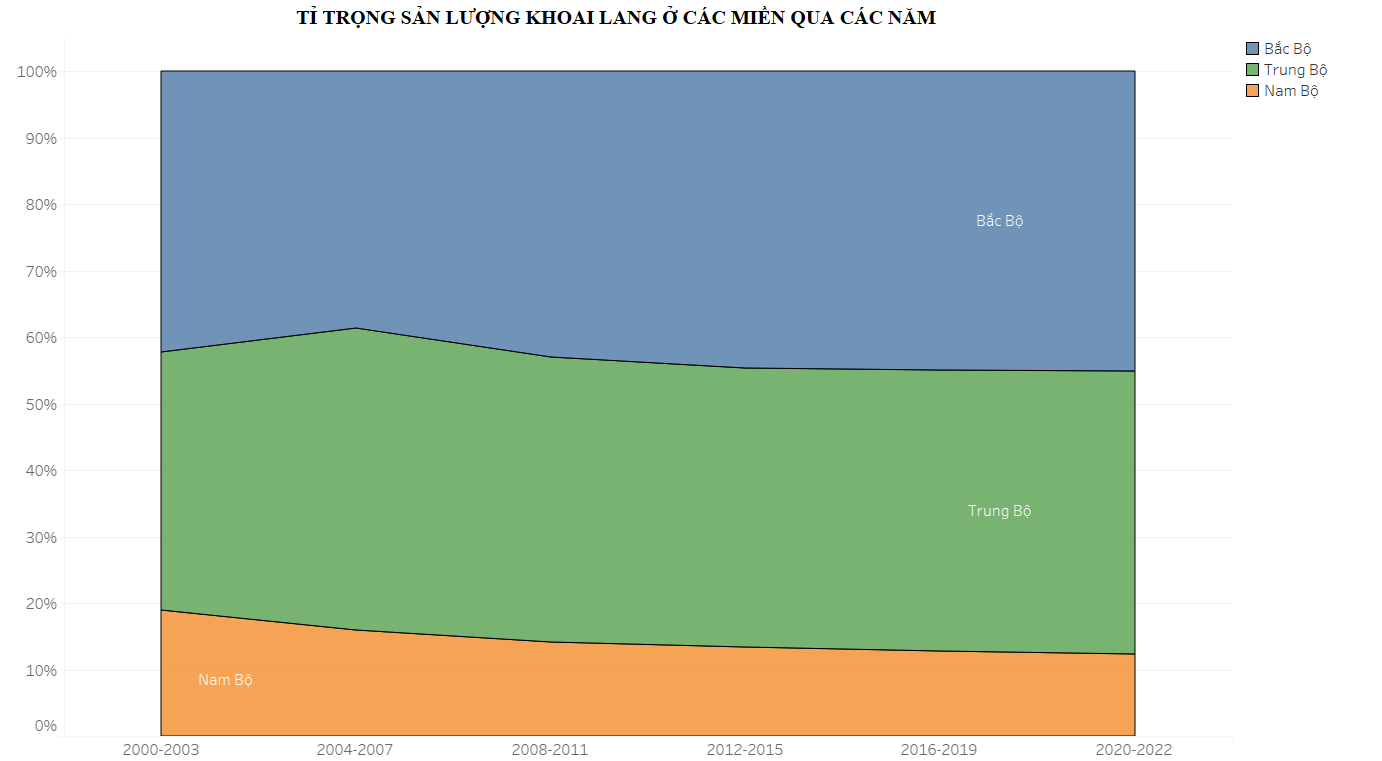 TỈ TRỌNG SẢN LƯỢNG KHOAI LANG Ở CÁC MIỀN QUA CÁC NĂM
Bắc Bộ
Trung Bộ
Nam Bộ
100%
90%
80%
70%
60%
50%
40%
30%
20%
10%
0%
Bắc Bộ
Trung Bộ
Nam Bộ
2000-2003 2004-2007 2008-2011 2012-2015 2016-2019 2020-2022